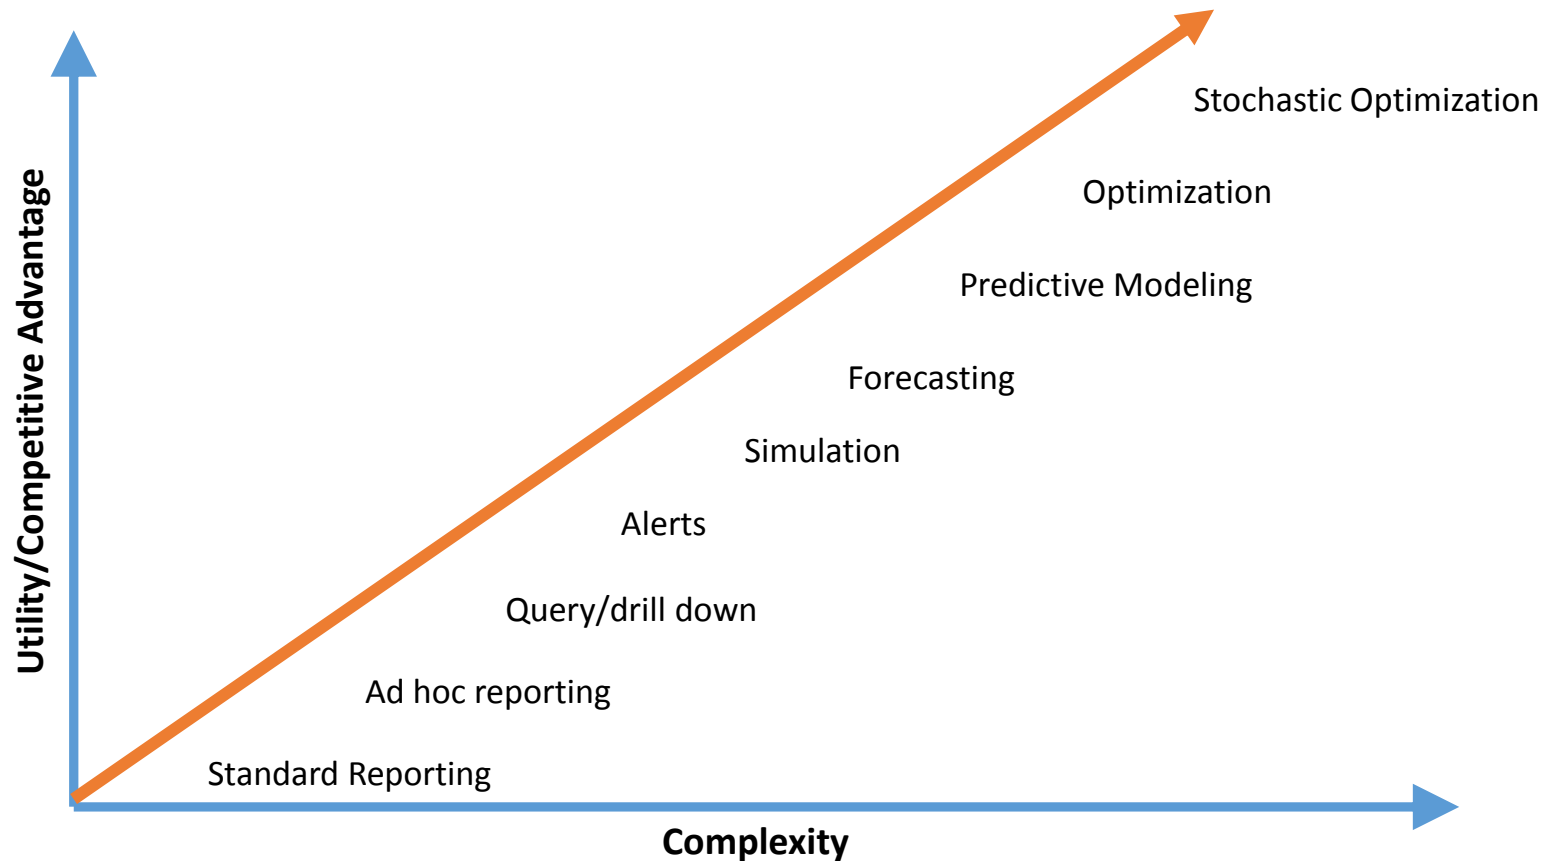 Stochastic Optimization
Optimization
Predictive Modeling
Forecasting
Simulation
Alerts
Query/drill down
Ad hoc reporting
Standard Reporting
Utility/Competitive Advantage
Complexity